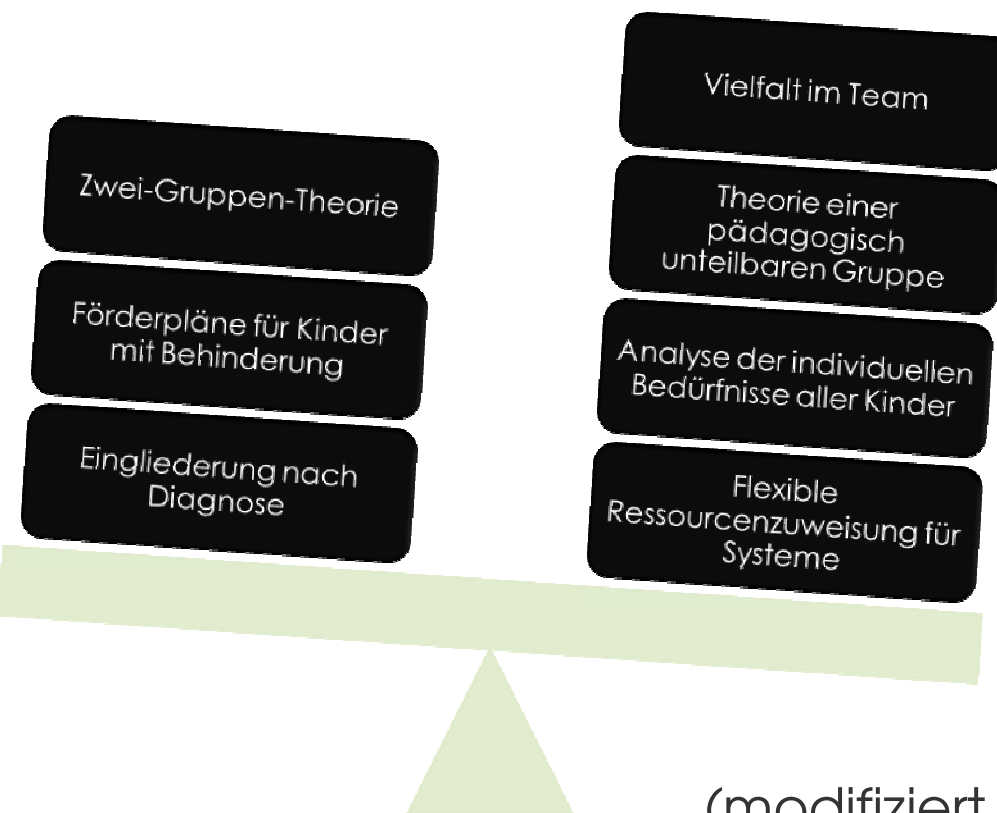 Zwei-Gruppen-Theorie
Förderpläne für Kinder
mit Behinderung
Eingliederung nach
Diagnose
Vielfalt im Team
Theorie einer
pädagogisch
unteilbaren Gruppe
Analyse der individuellen
Bedürfnisse aller Kinder
Flexible
Ressourcenzuweisung für
Systeme
(modifiziert